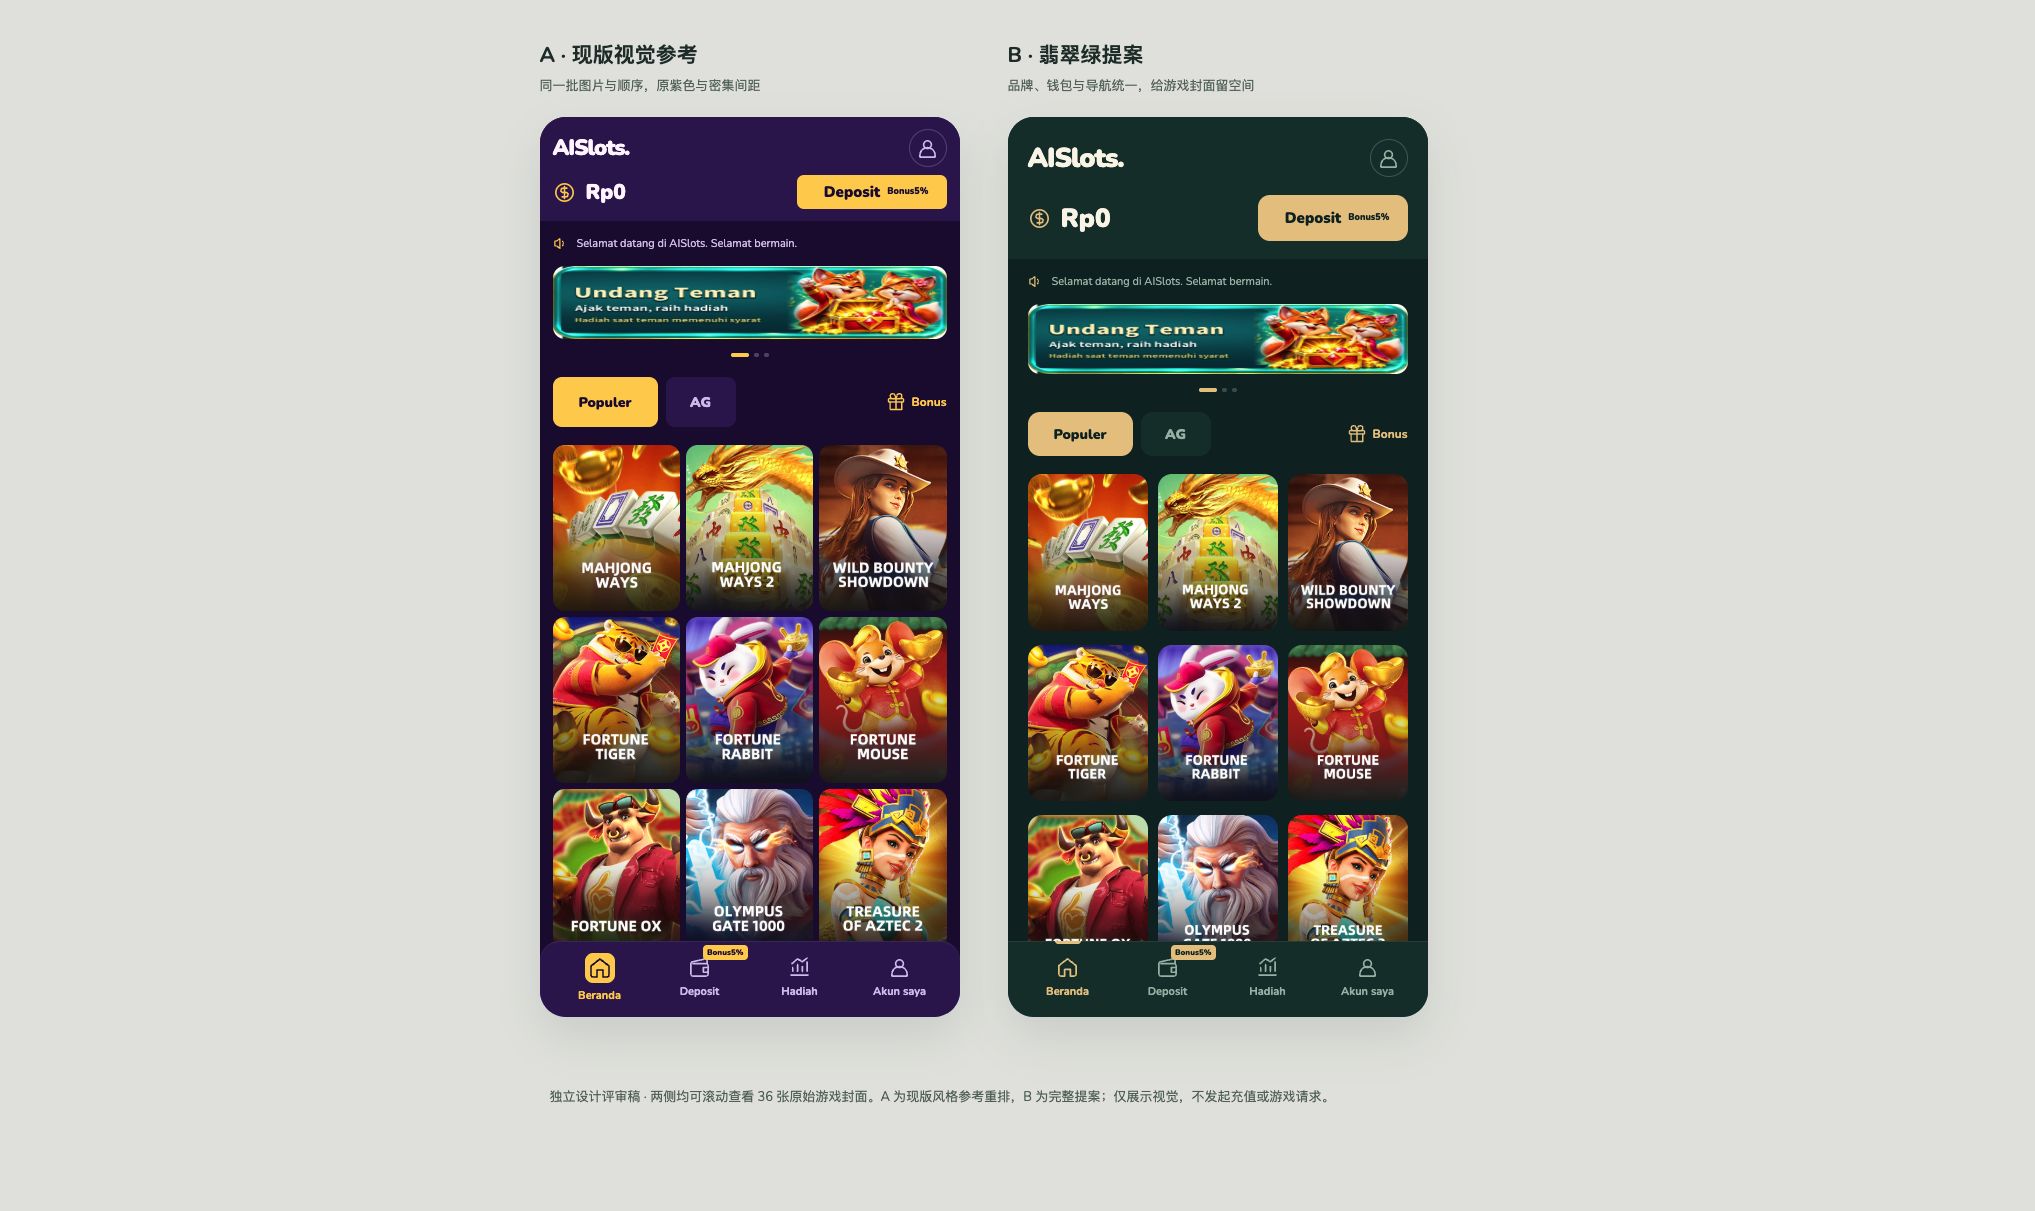 A · 现版视觉参考
同一批图片与顺序，原紫色与密集间距
AISlots.
Rp0
Deposit Bonus5%
Selamat datang di AISlots. Selamat bermain.
Undang Teman
Ajak teman, raih hadiah
Hadiah saat teman memenuhi syarat
Populer
AG
Bonus
MAHJONG
WAYS
MAHJONG
WAYS 2
WILD BOUNTY
SHOWDOWN
FORTUNE
TIGER
FORTUNE
RABBIT
FORTUNE
MOUSE
FORTUNE OX
OLYMPUS
GATE 1000
TREASURE
OF AZTEC 2
Bonus5%
Beranda
Deposit
Hadiah
Akun saya
B · 翡翠绿提案
品牌、钱包与导航统一，给游戏封面留空间
AISlots.
Rp0
Deposit Bonus5%
Selamat datang di AISlots. Selamat bermain.
Undang Teman
Ajak teman, raih hadiah
Hadiah saat teman memenuhi syarat
Populer
AG
Bonus
MAHJONG
WAYS
MAHJONG
WAYS 2
WILD BOUNTY
SHOWDOWN
FORTUNE
TIGER
FORTUNE
RABBIT
FORTUNE
MOUSE
FORTUNE OX
OLYMPUS
GATE 1000
TREASURE
OF AZTEC 2
Bonus5%
Beranda
Deposit
Hadiah
Akun saya
独立设计评审稿 · 两侧均可滚动查看 36 张原始游戏封面。A 为现版风格参考重排，B 为完整提案；仅展示视觉，不发起充值或游戏请求。